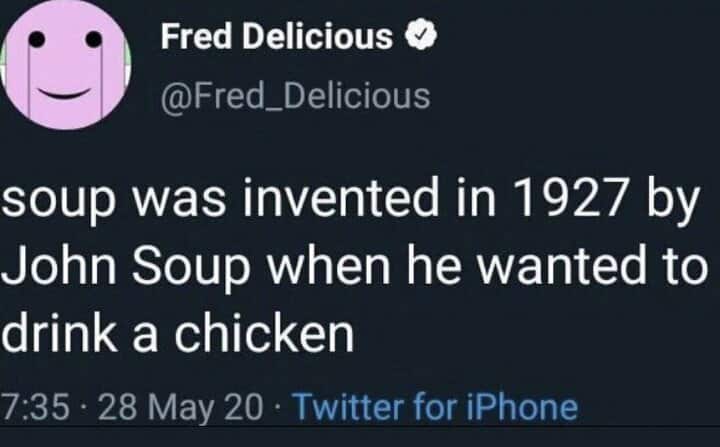 Fred Delicious
@Fred_Delicious
soup was invented in 1927 by
John Soup when he wanted to
drink a chicken
7:35 · 28 May 20 · Twitter for iPhone